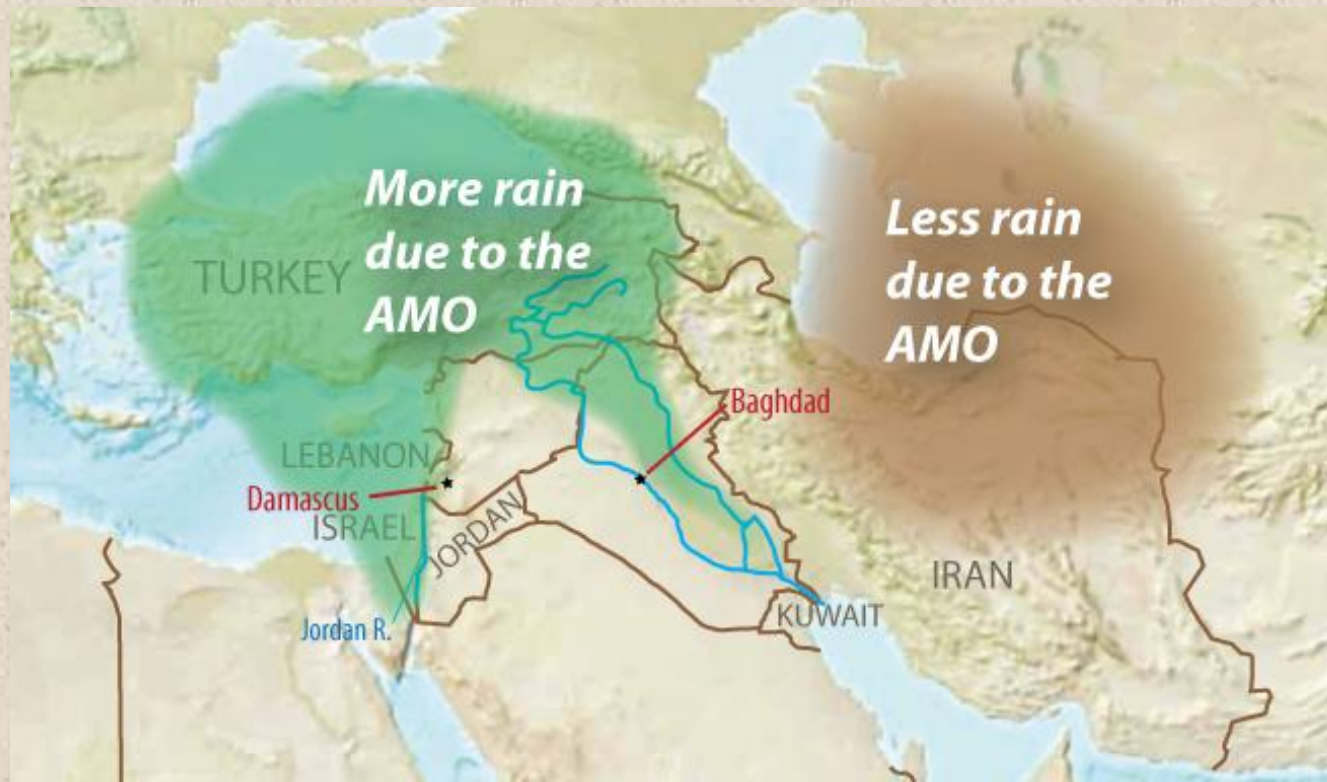 More rain
due to the
AMO
Less rain
due to the
AMO
TURKEY
Baghdad
LEBANON
Damascus
ISRAEL
JORDAN
IRAN
KUWAIT
Jordan R.